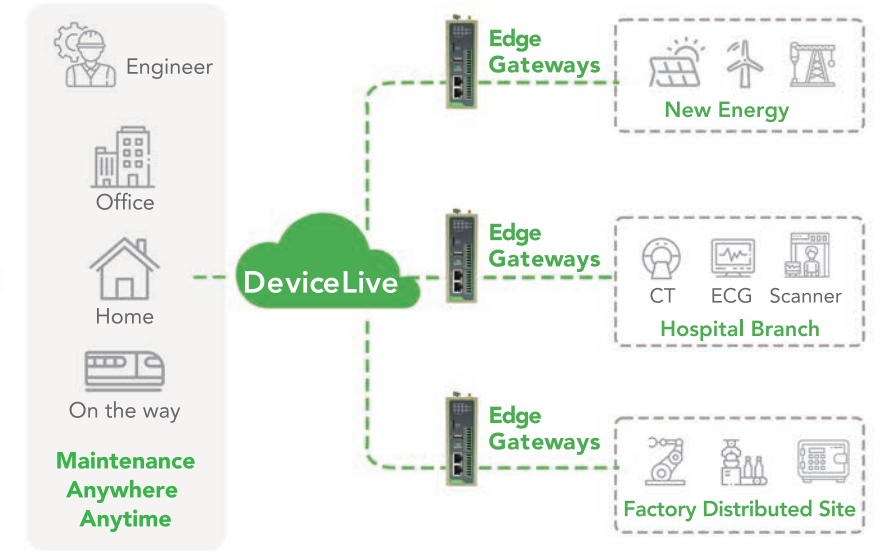 Engineer
Office
Home
On the way
Maintenance
Anywhere
Anytime
DeviceLive
Edge
Gateways
New Energy
Edge
Gateways
CT ECG Scanner
Hospital Branch
Edge
Gateways
Factory Distributed Site